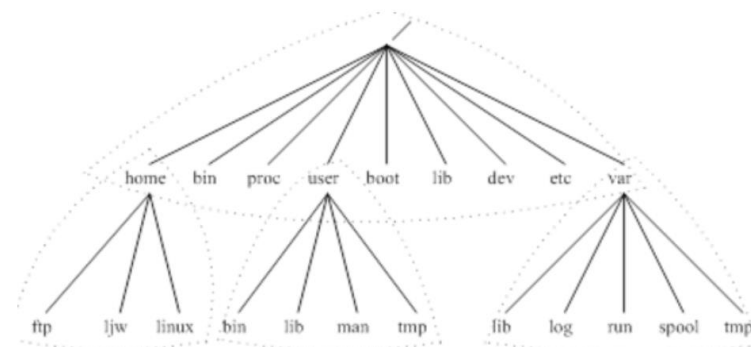 /
home bin proc user boot lib dev etc var
ftp ljw linux bin lib man tmp lib log run spool tmp